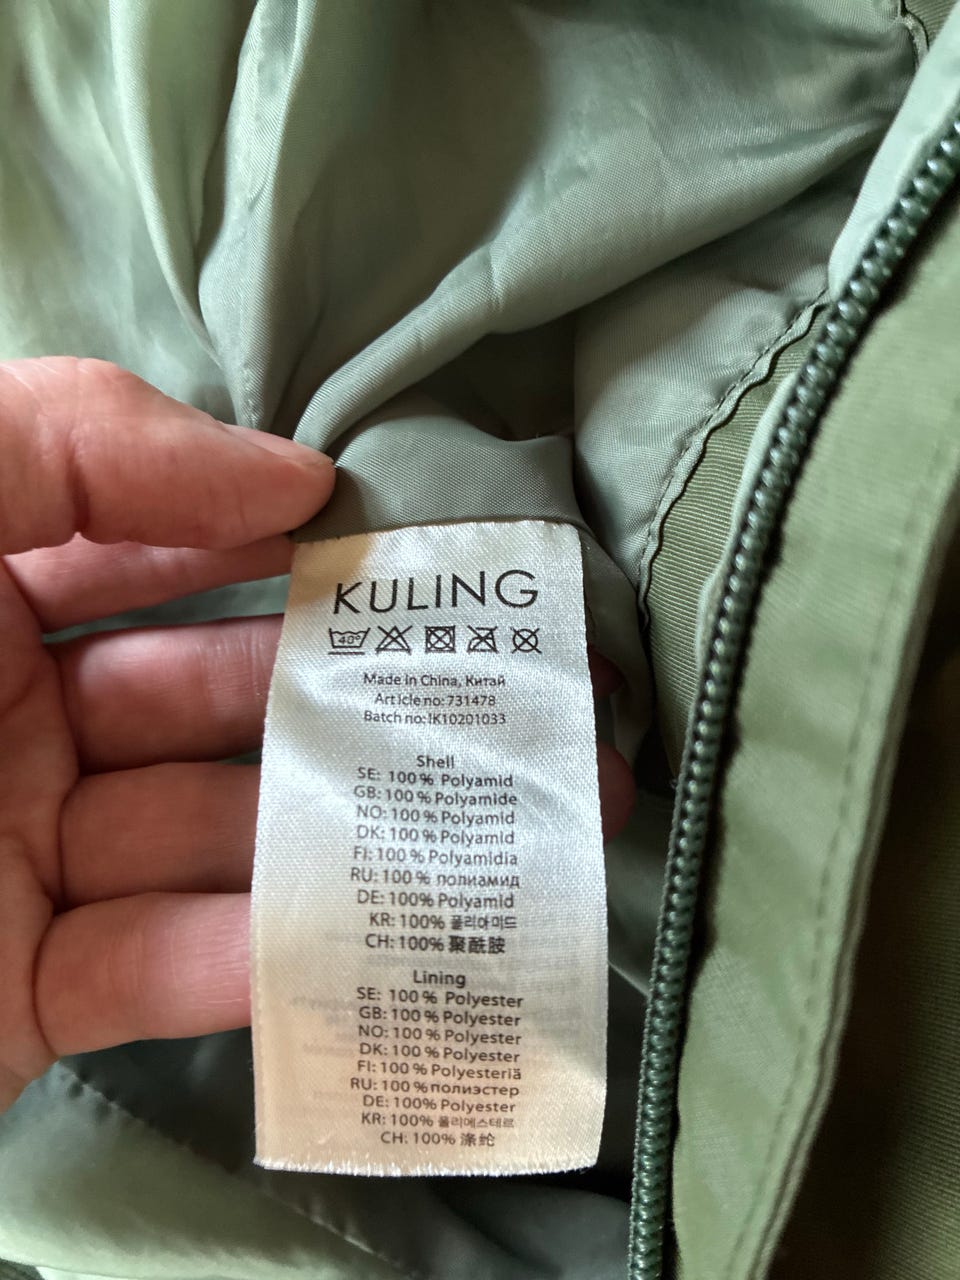 KULING
40°
Made in China, Китай
Article no: 731478
Batch no: IK10201033
Shell
SE: 100 % Polyamid
GB: 100 % Polyamide
NO: 100 % Polyamid
DK: 100% Polyamid
FI: 100 % Polyamidia
RU: 100 % полиамид
DE: 100% Polyamid
KR: 100% 폴리아미드
CH: 100% 聚酰胺
Lining
SE: 100 % Polyester
GB: 100 % Polyester
NO: 100 % Polyester
DK: 100 % Polyester
FI: 100 % Polyesteriä
RU: 100 % полиэстер
DE: 100% Polyester
KR: 100% 폴리에스테르
CH: 100% 涤纶